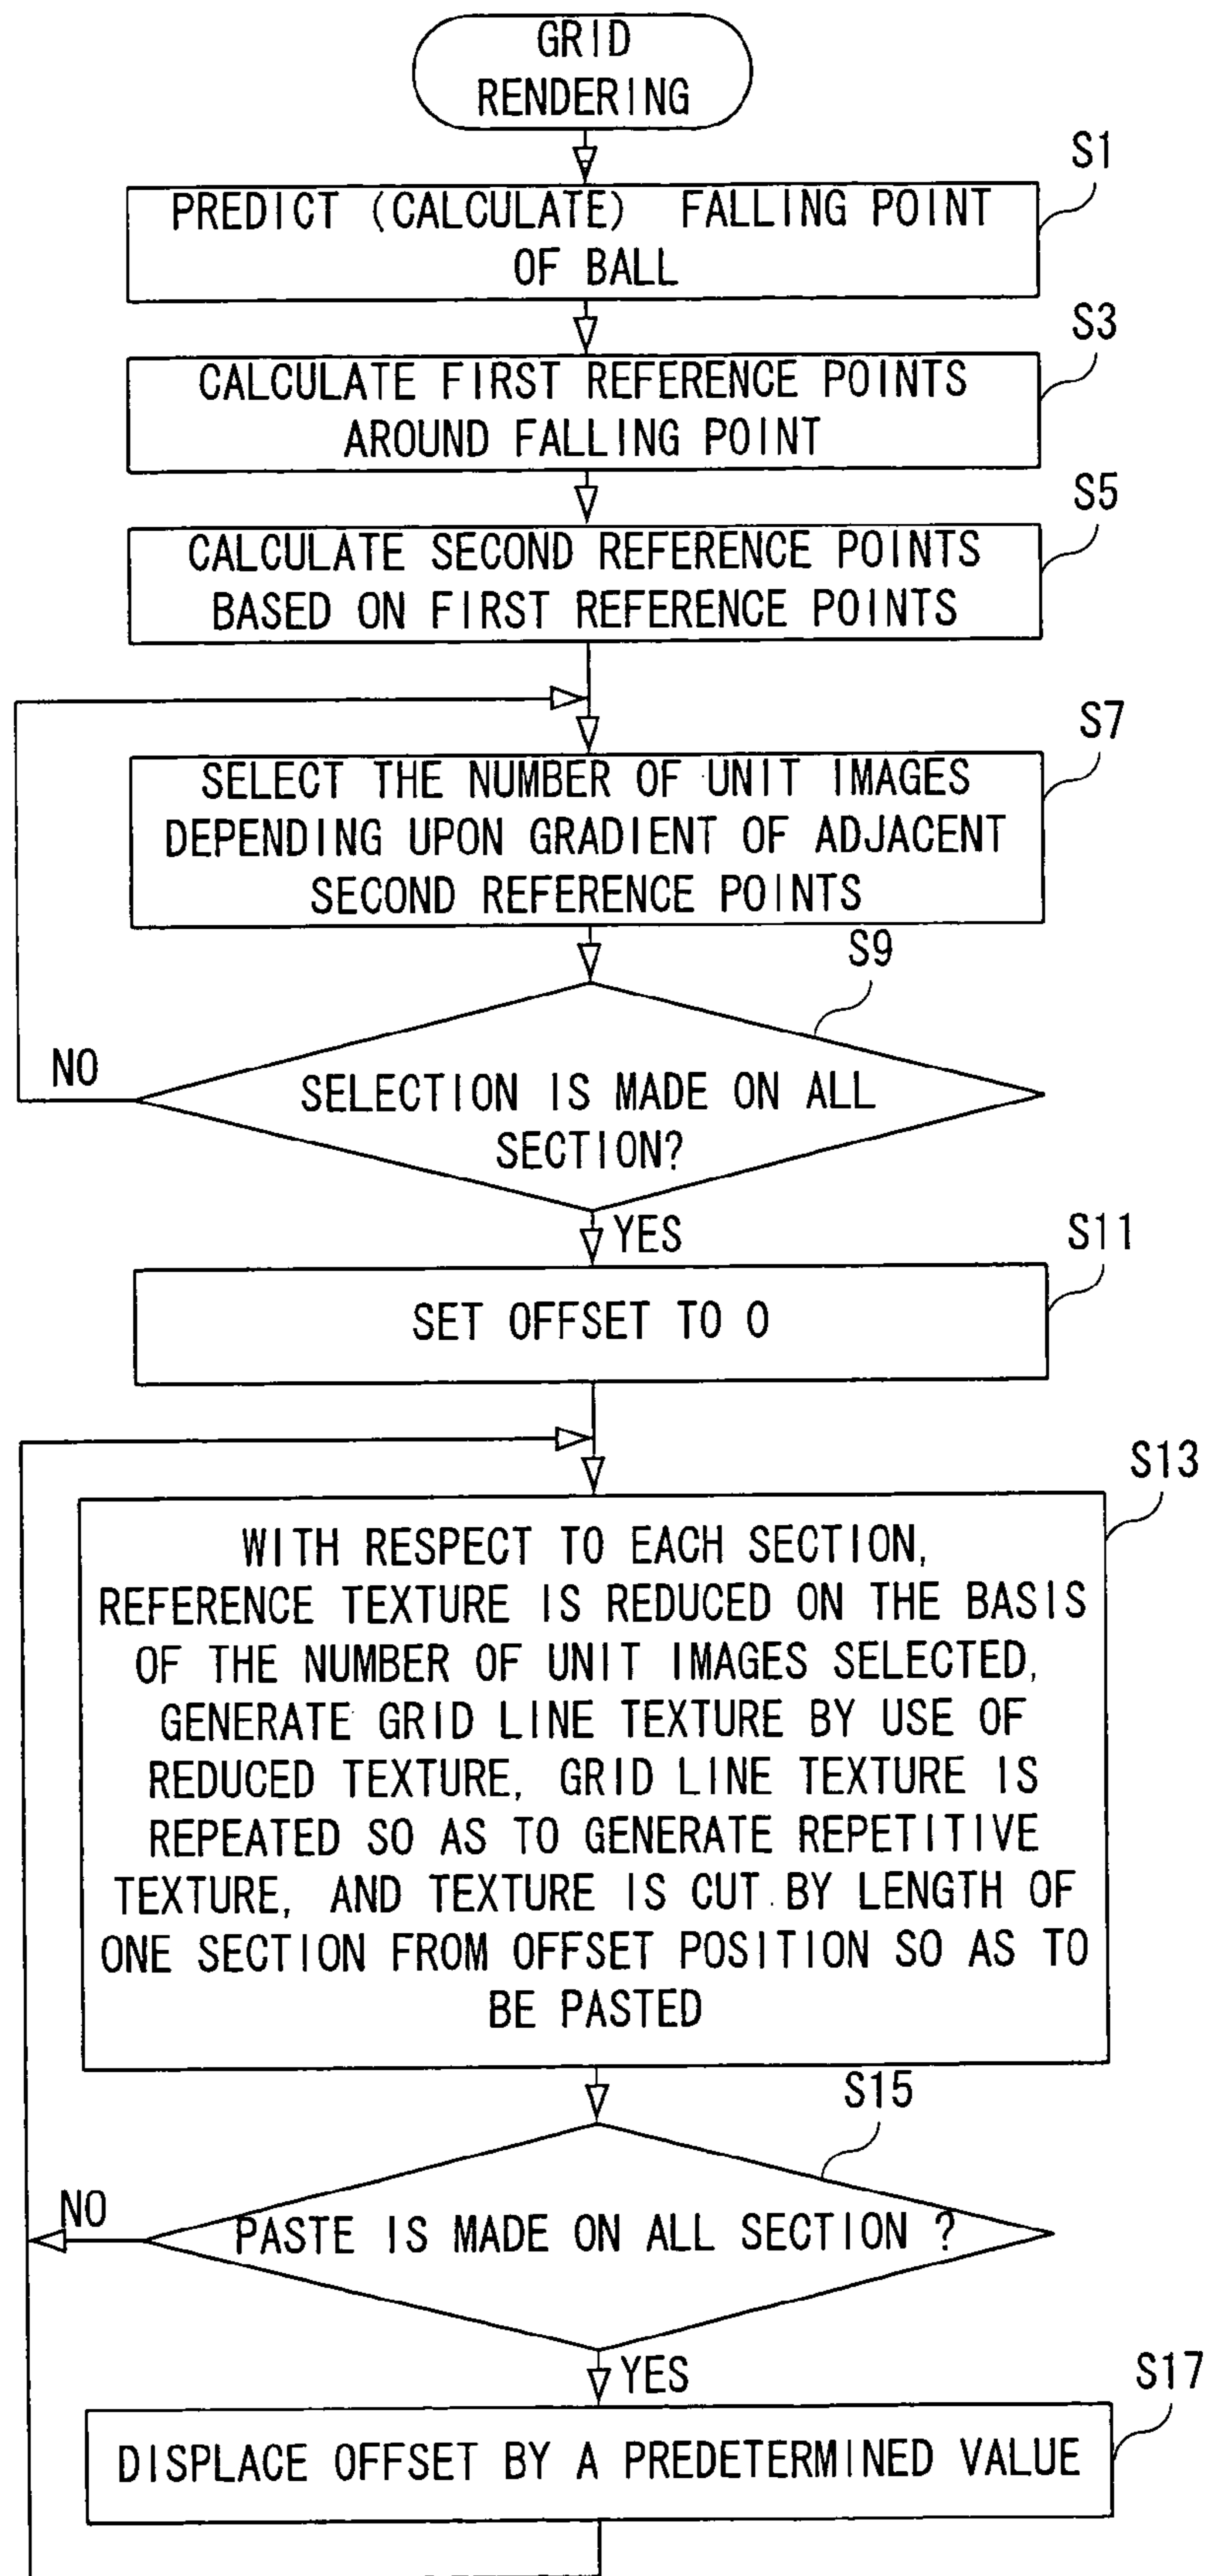 GRID
RENDERING
S1
PREDICT (CALCULATE) FALLING POINT
OF BALL
S3
CALCULATE FIRST REFERENCE POINTS
AROUND FALLING POINT
S5
CALCULATE SECOND REFERENCE POINTS
BASED ON FIRST REFERENCE POINTS
S7
SELECT THE NUMBER OF UNIT IMAGES
DEPENDING UPON GRADIENT OF ADJACENT
SECOND REFERENCE POINTS
S9
NO
SELECTION IS MADE ON ALL
SECTION?
YES
S11
SET OFFSET TO 0
S13
WITH RESPECT TO EACH SECTION,
REFERENCE TEXTURE IS REDUCED ON THE BASIS
OF THE NUMBER OF UNIT IMAGES SELECTED,
GENERATE GRID LINE TEXTURE BY USE OF
REDUCED TEXTURE, GRID LINE TEXTURE IS
REPEATED SO AS TO GENERATE REPETITIVE
TEXTURE, AND TEXTURE IS CUT BY LENGTH OF
ONE SECTION FROM OFFSET POSITION SO AS TO
BE PASTED
S15
NO
PASTE IS MADE ON ALL SECTION ?
YES
S17
DISPLACE OFFSET BY A PREDETERMINED VALUE